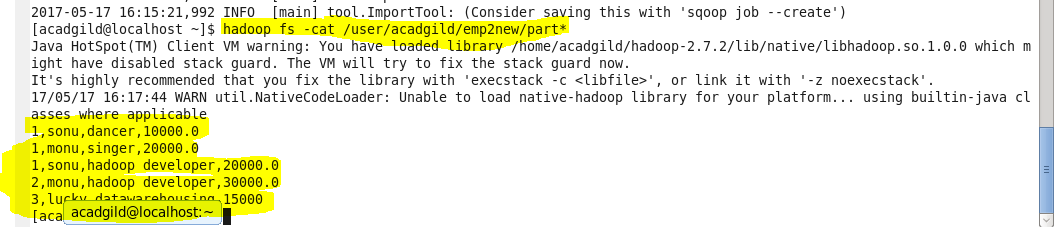 2017-05-17 16:15:21,992 INFO  [main] tool.ImportTool: (Consider saving this with 'sqoop job --create')
[acadgild@localhost ~]$ hadoop fs -cat /user/acadgild/emp2new/part*
Java HotSpot(TM) Client VM warning: You have loaded library /home/acadgild/hadoop-2.7.2/lib/native/libhadoop.so.1.0.0 which m
ight have disabled stack guard. The VM will try to fix the stack guard now.
It's highly recommended that you fix the library with 'execstack -c <libfile>', or link it with '-z noexecstack'.
17/05/17 16:17:44 WARN util.NativeCodeLoader: Unable to load native-hadoop library for your platform... using builtin-java cl
asses where applicable
1,sonu,dancer,10000.0
1,monu,singer,20000.0
1,sonu,hadoop developer,20000.0
2,monu,hadoop developer,30000.0
3,lucky,datawarehousing,15000
[aca
acadgild@localhost:~